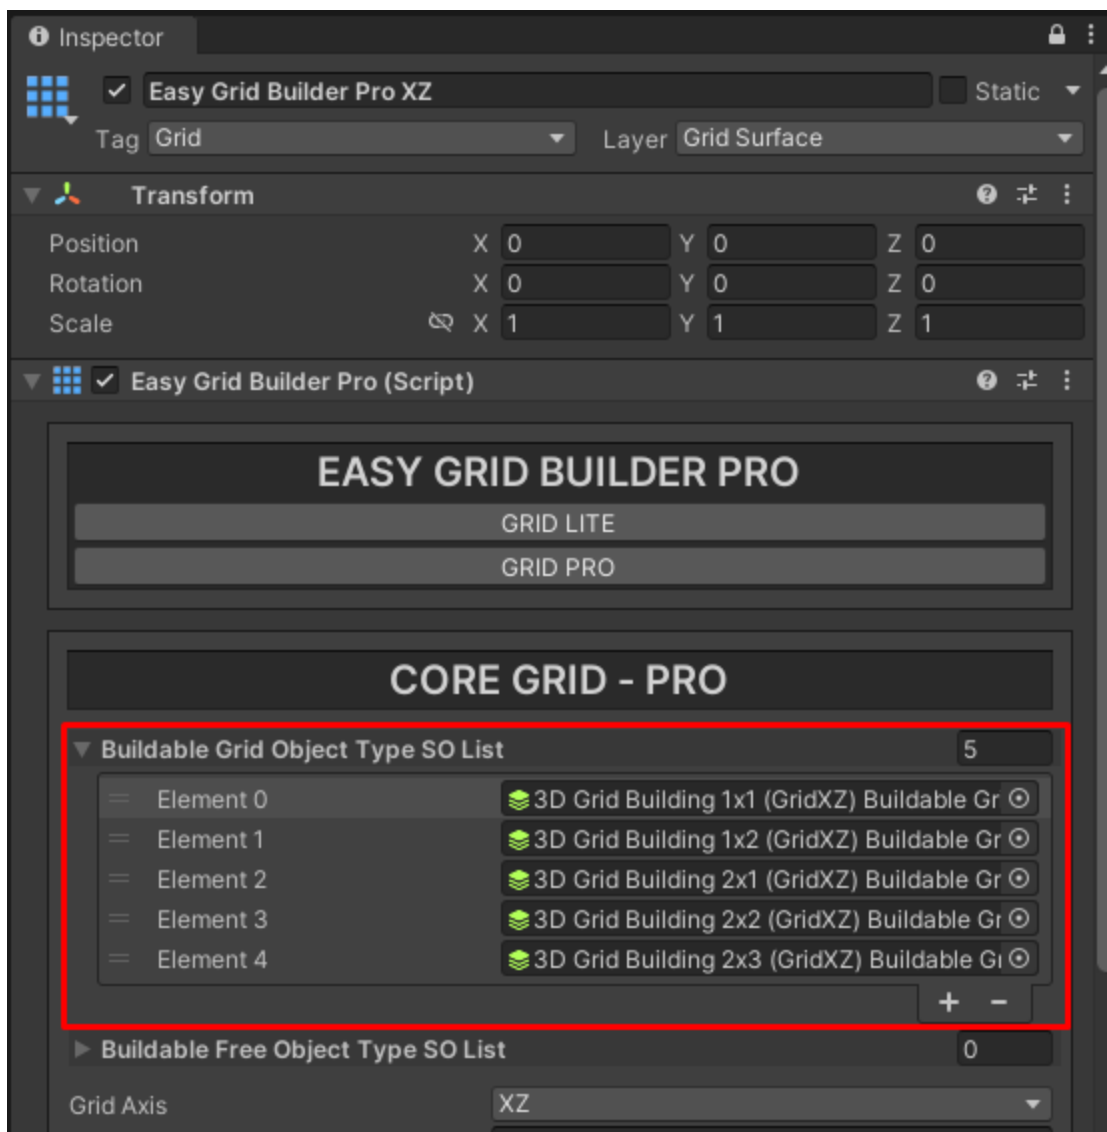 Inspector
Easy Grid Builder Pro XZ Static
Tag Grid Layer Grid Surface
Transform
Position X 0 Y 0 Z 0
Rotation X 0 Y 0 Z 0
Scale X 1 Y 1 Z 1
Easy Grid Builder Pro (Script)
EASY GRID BUILDER PRO
GRID LITE
GRID PRO
CORE GRID - PRO
Buildable Grid Object Type SO List 5
Element 0 3D Grid Building 1x1 (GridXZ) Buildable Gr
Element 1 3D Grid Building 1x2 (GridXZ) Buildable Gr
Element 2 3D Grid Building 2x1 (GridXZ) Buildable Gr
Element 3 3D Grid Building 2x2 (GridXZ) Buildable Gr
Element 4 3D Grid Building 2x3 (GridXZ) Buildable Gr
+ -
Buildable Free Object Type SO List 0
Grid Axis XZ